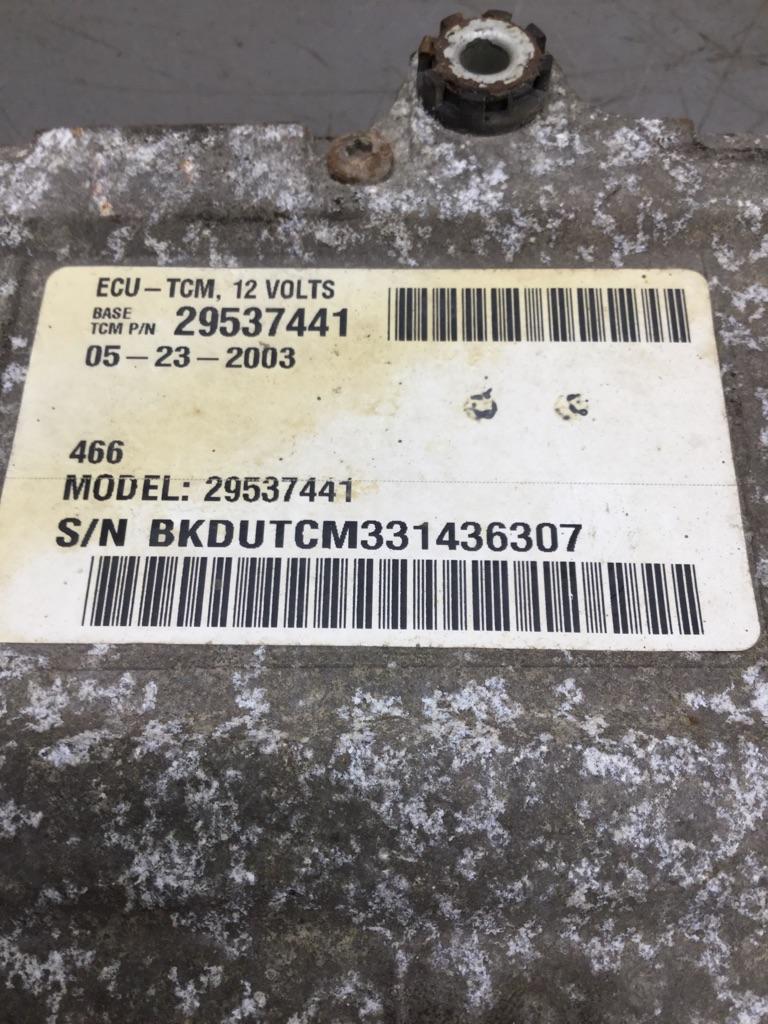 ECU-TCM, 12 VOLTS
BASE
TCM P/N 29537441
05-23-2003
466
MODEL: 29537441
S/N BKDUTCM331436307